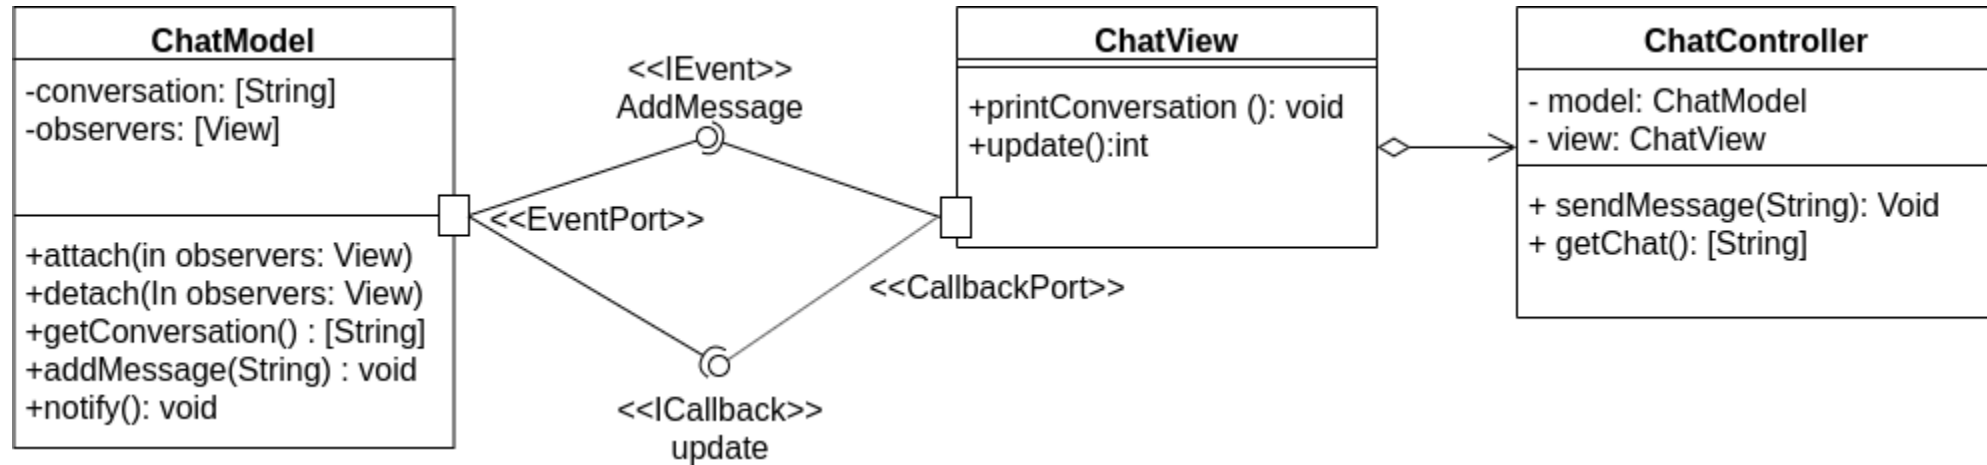 ChatModel
-conversation: [String]
-observers: [View]
+attach(in observers: View)
+detach(In observers: View)
+getConversation() : [String]
+addMessage(String) : void
+notify(): void
<<IEvent>>
AddMessage
<<EventPort>>
<<CallbackPort>>
<<ICallback>>
update
ChatView
+printConversation (): void
+update():int
ChatController
- model: ChatModel
- view: ChatView
+ sendMessage(String): Void
+ getChat(): [String]